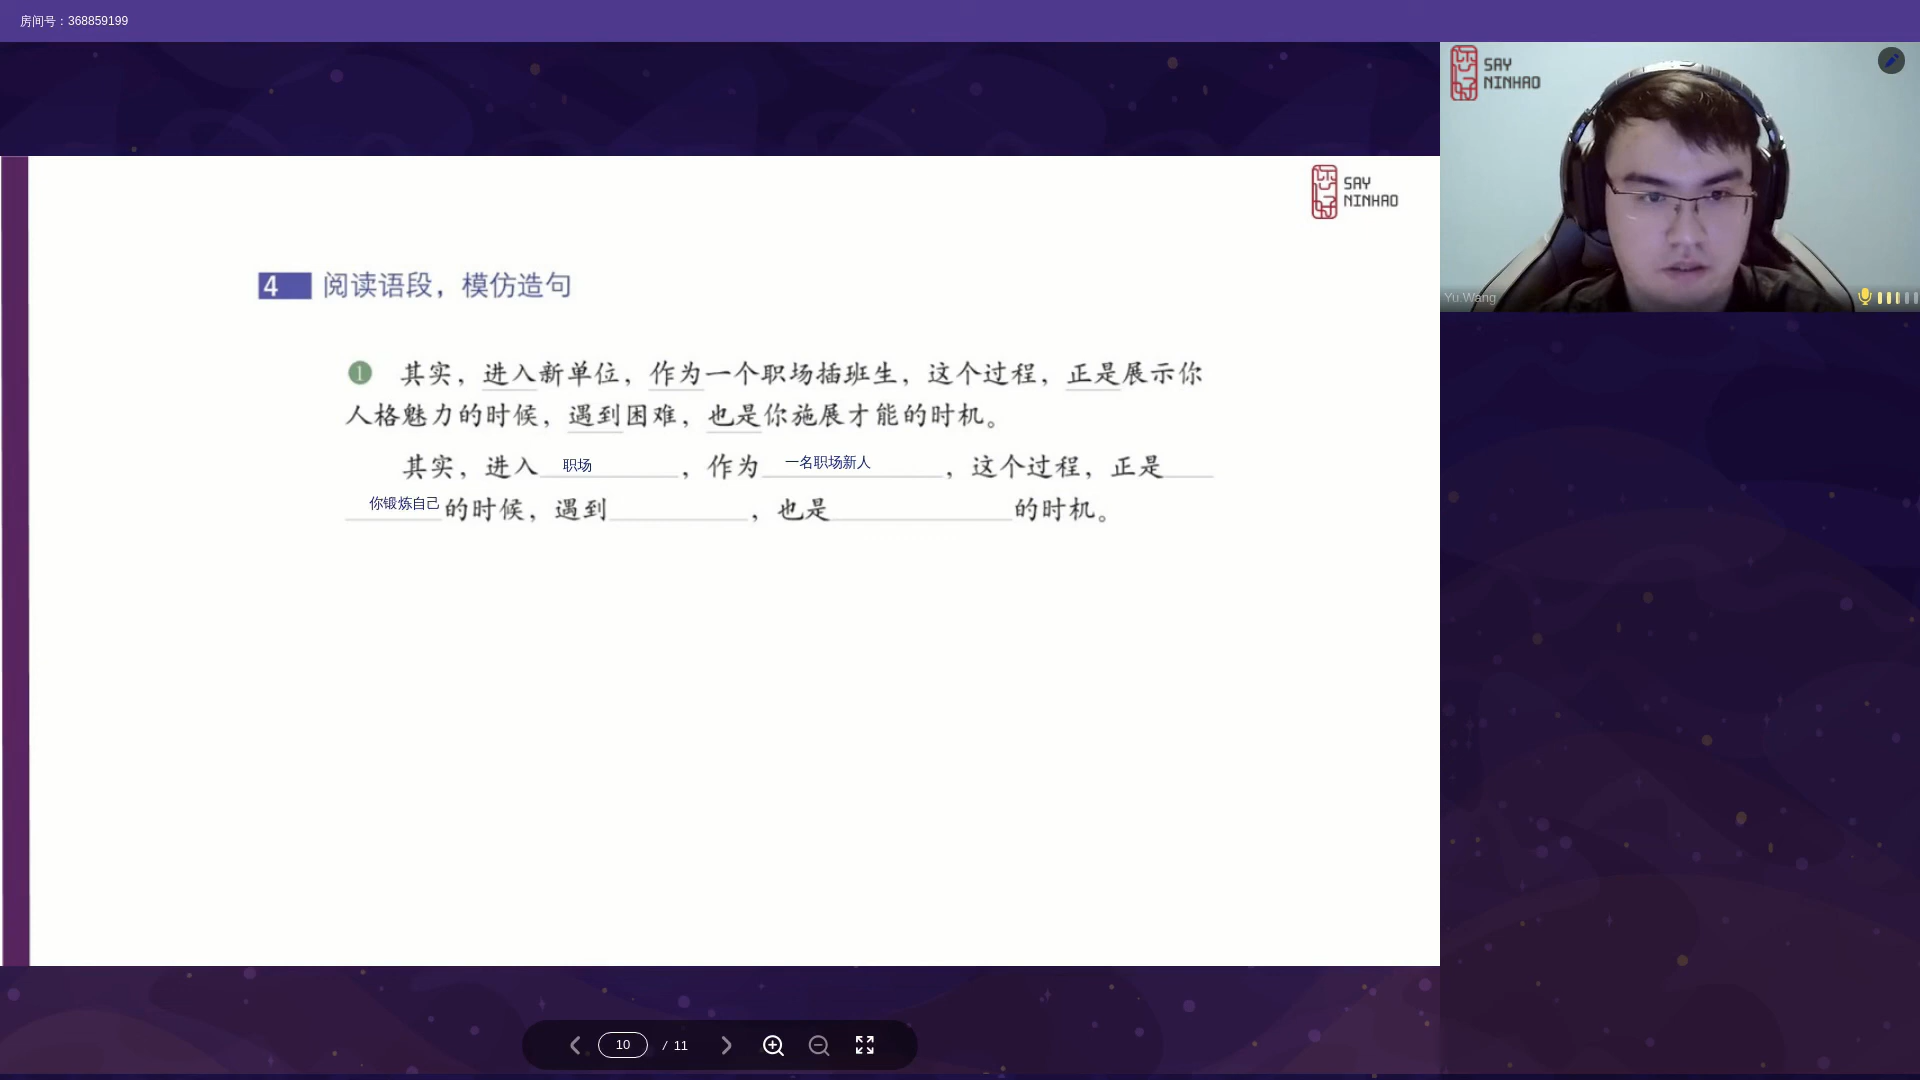 房间号：368859199
SAY
NINHAO
SAY
NINHAO
Yu Wang
4 阅读语段，模仿造句
1 其实，进入新单位，作为一个职场插班生，这个过程，正是展示你
人格魅力的时候，遇到困难，也是你施展才能的时机。
其实，进入 职场 ，作为 一名职场新人 ，这个过程，正是
你锻炼自己 的时候，遇到 ，也是 的时机。
10 / 11